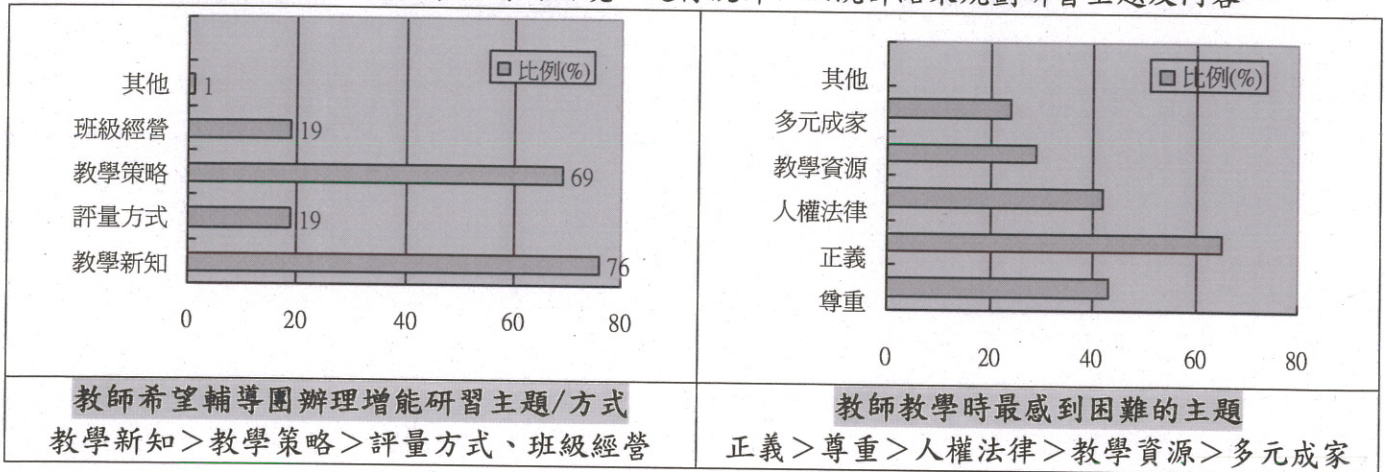 比例(%)
其他 1
班級經營 19
教學策略 69
評量方式 19
教學新知 76
0 20 40 60 80
教師希望輔導團辦理增能研習主題/方式
教學新知＞教學策略＞評量方式、班級經營
比例(%)
其他
多元成家
教學資源
人權法律
正義
尊重
0 20 40 60 80
教師教學時最感到困難的主題
正義＞尊重＞人權法律＞教學資源＞多元成家